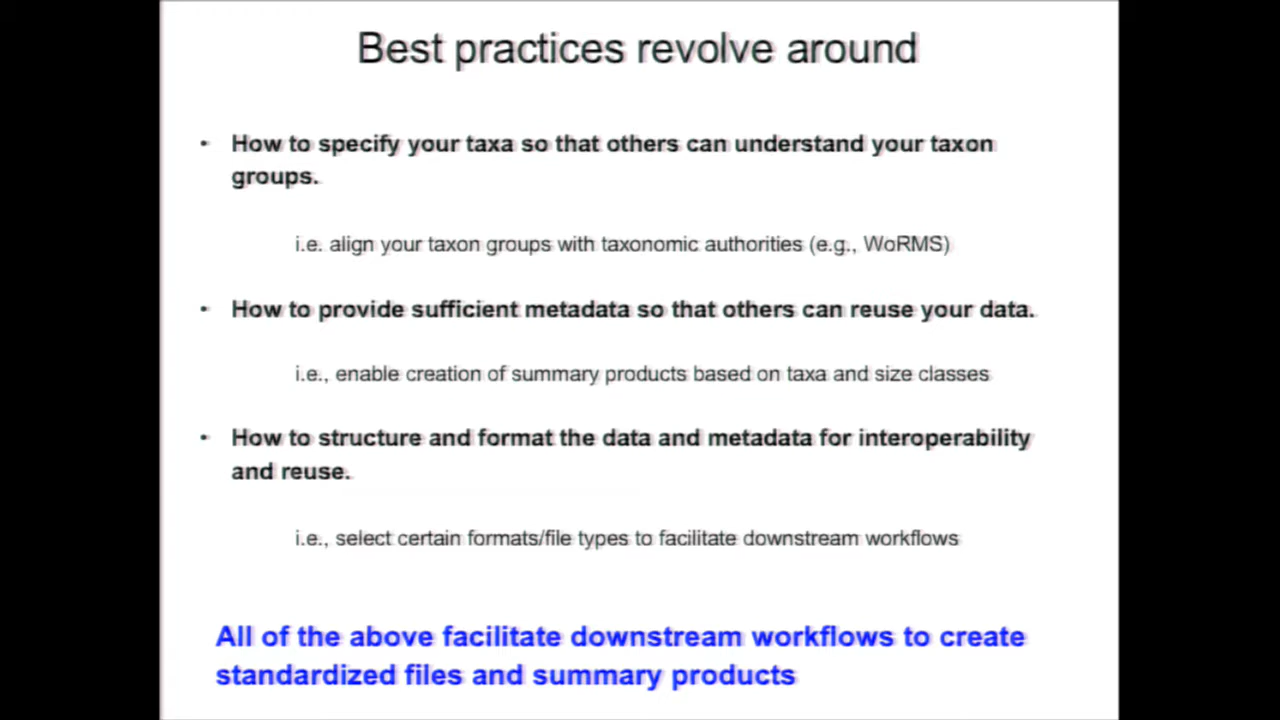 Best practices revolve around
• How to specify your taxa so that others can understand your taxon
groups.
i.e. align your taxon groups with taxonomic authorities (e.g., WoRMS)
• How to provide sufficient metadata so that others can reuse your data.
i.e., enable creation of summary products based on taxa and size classes
• How to structure and format the data and metadata for interoperability
and reuse.
i.e., select certain formats/file types to facilitate downstream workflows
All of the above facilitate downstream workflows to create
standardized files and summary products